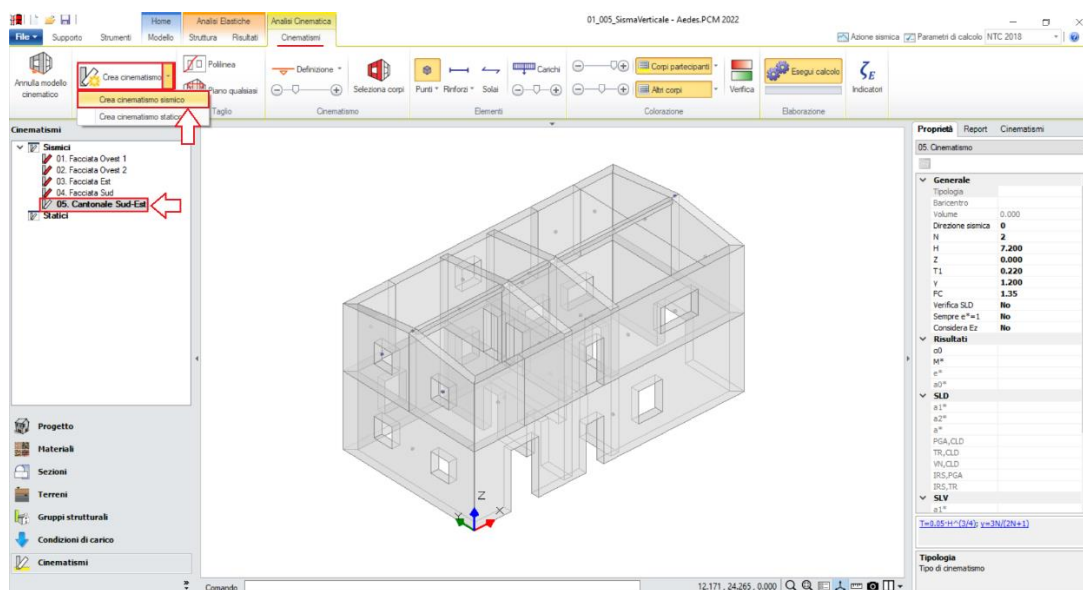 Home Analisi Elastiche Analisi Cinematica 01_005_SismaVerticale - Aedes.PCM 2022
File Supporto Strumenti Modello Struttura Risultati Cinematismi Azione sismica Parametri di calcolo NTC 2018
Annulla modello cinematico
Crea cinematismo
Crea cinematismo sismico
Crea cinematismo statico
Polilinea
Piano qualsiasi
Taglio
Definizione
Seleziona corpi
Cinematismo
Punti Rinforzi Solai
Carichi
Elementi
Corpi partecipanti
Altri corpi
Colorazione
Verifica
Esegui calcolo
Elaborazione
ζE
Indicatori
Cinematismi
Sismici
01. Facciata Ovest 1
02. Facciata Ovest 2
03. Facciata Est
04. Facciata Sud
05. Cantonale Sud-Est
Statici
Progetto
Materiali
Sezioni
Terreni
Gruppi strutturali
Condizioni di carico
Cinematismi
Z
Y X
Comando
12.171 , 24.265 , 0.000
Proprietà Report Cinematismi
05. Cinematismo
Generale
Tipologia
Baricentro
Volume 0.000
Direzione sismica 0
N 2
H 7.200
Z 0.000
T1 0.220
γ 1.200
FC 1.35
Verifica SLD No
Sempre e*=1 No
Considera Ez No
Risultati
α0
M*
e*
a0*
SLD
a1*
a2*
a*
PGA,CLD
TR,CLD
VN,CLD
IRS,PGA
IRS,TR
SLV
a1*
T=0.05·H^(3/4); γ=3N/(2N+1)
Tipologia
Tipo di cinematismo